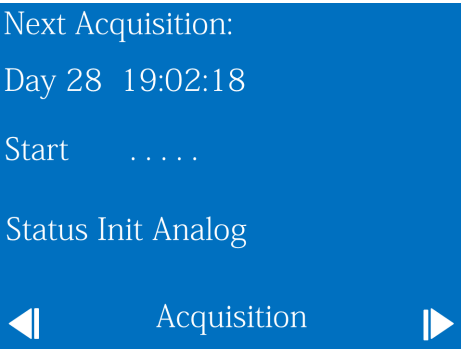 Next Acquisition:
Day 28 19:02:18
Start .....
Status Init Analog
Acquisition